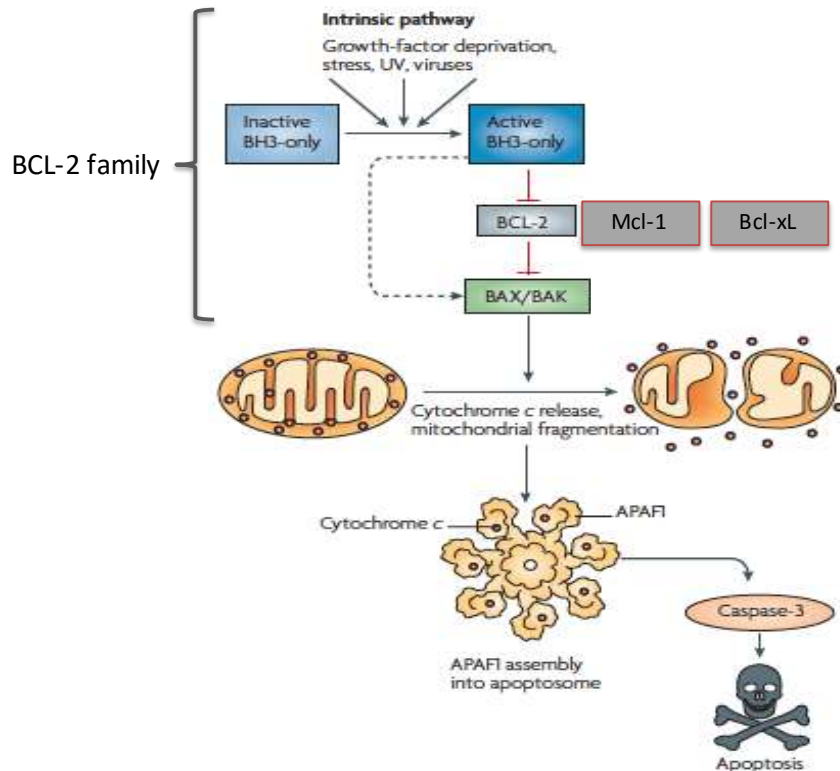 Intrinsic pathway
Growth-factor deprivation,
stress, UV, viruses
Inactive
BH3-only
Active
BH3-only
BCL-2 family
BCL-2
Mcl-1
Bcl-xL
BAX/BAK
Cytochrome c release,
mitochondrial fragmentation
Cytochrome c
APAF1
Caspase-3
APAF1 assembly
into apoptosome
Apoptosis